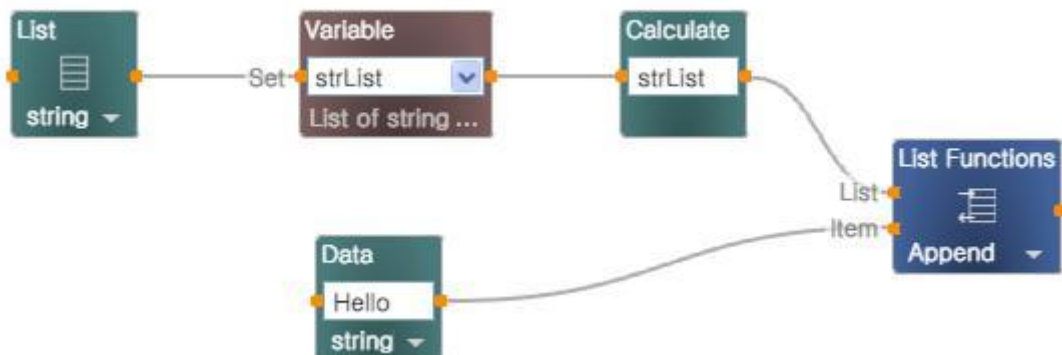 List
string
Set
Variable
strList
List of string ...
Calculate
strList
List Functions
List
Item
Append
Data
Hello
string